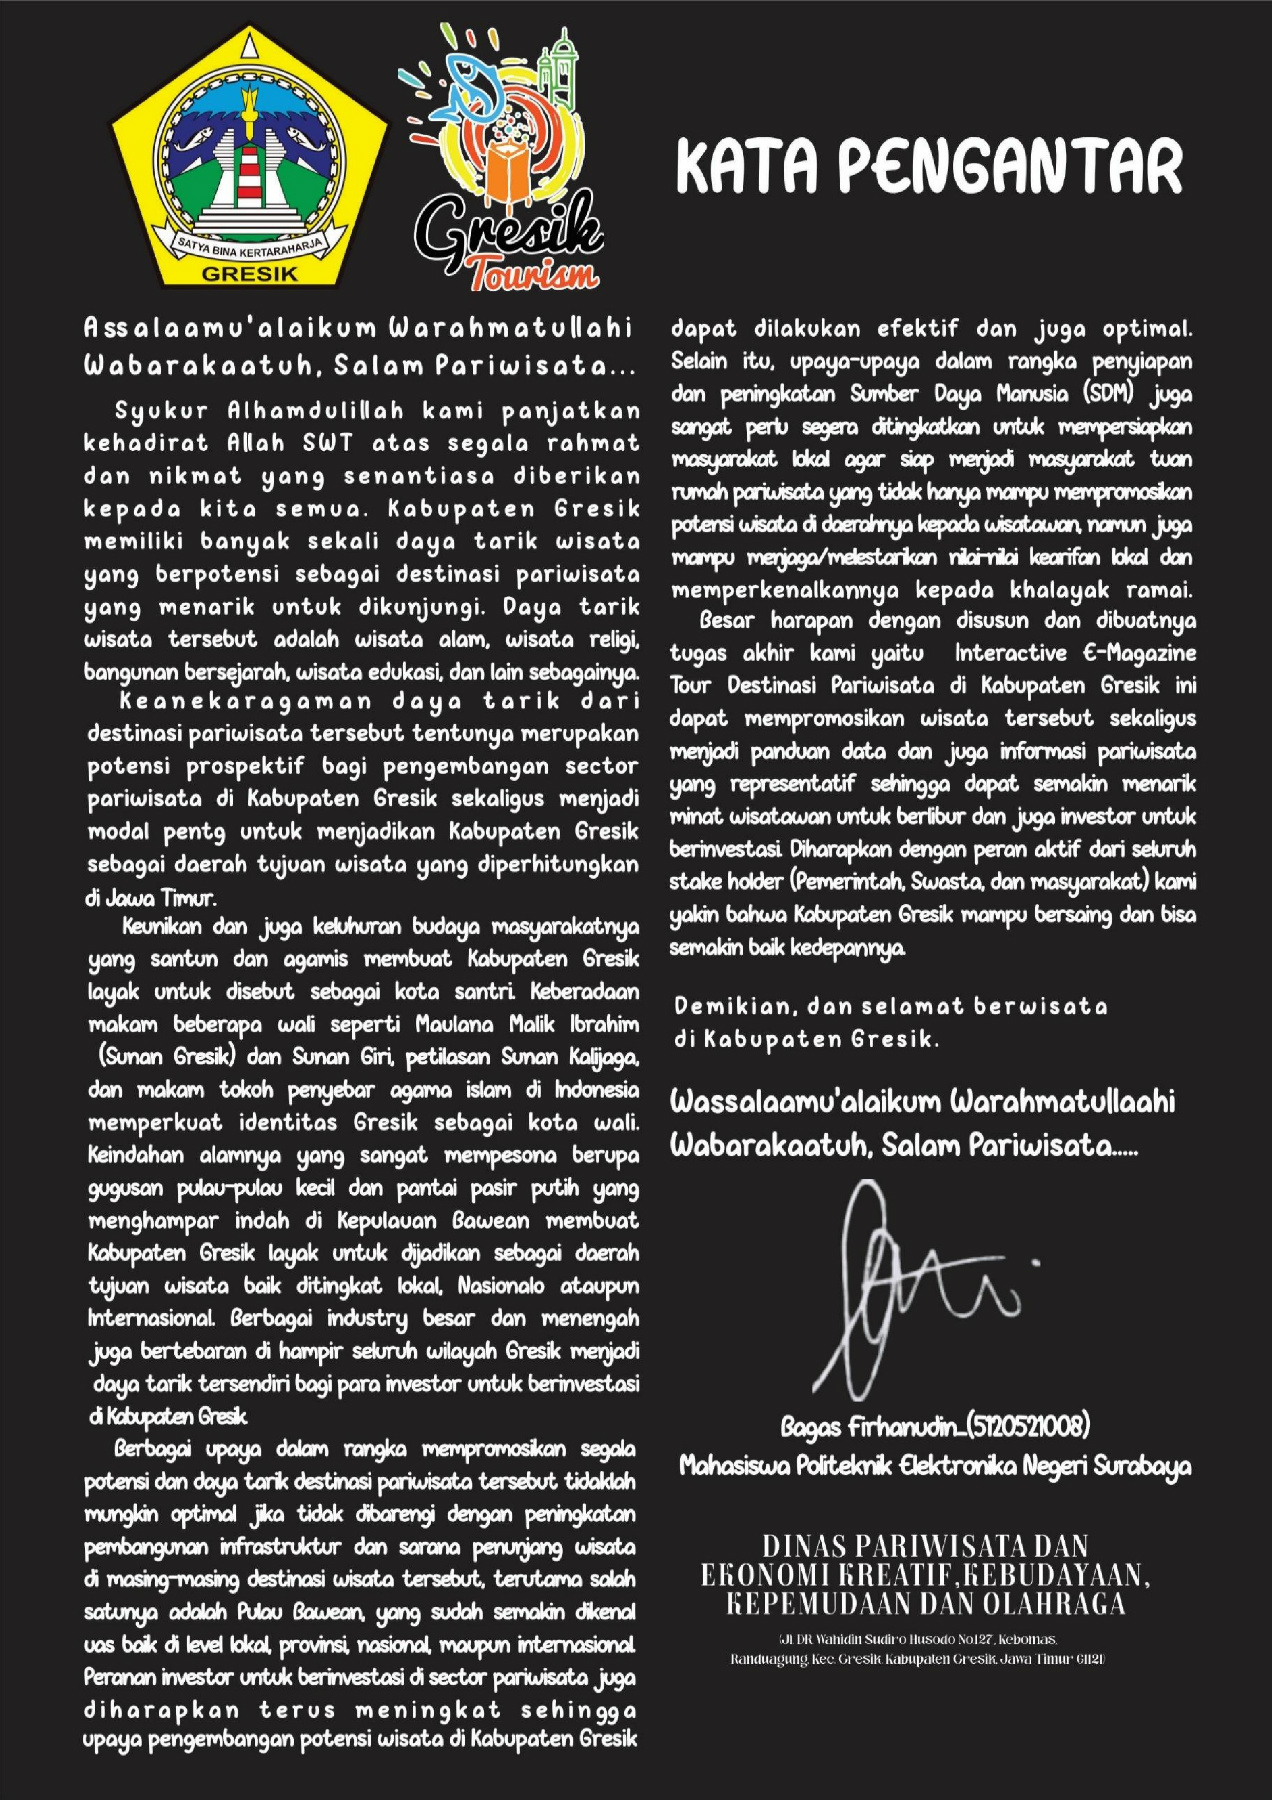 SATYA BINA KERTARAHARJA
GRESIK
Gresik
Tourism
KATA PENGANTAR
Assalaamu'alaikum Warahmatullahi
Wabarakaatuh, Salam Pariwisata...
Syukur Alhamdulillah kami panjatkan
kehadirat Allah SWT atas segala rahmat
dan nikmat yang senantiasa diberikan
kepada kita semua. Kabupaten Gresik
memiliki banyak sekali daya tarik wisata
yang berpotensi sebagai destinasi pariwisata
yang menarik untuk dikunjungi. Daya tarik
wisata tersebut adalah wisata alam, wisata religi,
bangunan bersejarah, wisata edukasi, dan lain sebagainya.
Keanekaragaman daya tarik dari
destinasi pariwisata tersebut tentunya merupakan
potensi prospektif bagi pengembangan sector
pariwisata di Kabupaten Gresik sekaligus menjadi
modal pentg untuk menjadikan Kabupaten Gresik
sebagai daerah tujuan wisata yang diperhitungkan
di Jawa Timur.
Keunikan dan juga keluhuran budaya masyarakatnya
yang santun dan agamis membuat Kabupaten Gresik
layak untuk disebut sebagai kota santri. Keberadaan
makam beberapa wali seperti Maulana Malik Ibrahim
(Sunan Gresik) dan Sunan Giri, petilasan Sunan Kalijaga,
dan makam tokoh penyebar agama islam di Indonesia
memperkuat identitas Gresik sebagai kota wali.
Keindahan alamnya yang sangat mempesona berupa
gugusan pulau-pulau kecil dan pantai pasir putih yang
menghampar indah di Kepulauan Bawean membuat
Kabupaten Gresik layak untuk dijadikan sebagai daerah
tujuan wisata baik ditingkat lokal, Nasionalo ataupun
Internasional. Berbagai industry besar dan menengah
juga bertebaran di hampir seluruh wilayah Gresik menjadi
daya tarik tersendiri bagi para investor untuk berinvestasi
di Kabupaten Gresik.
Berbagai upaya dalam rangka mempromosikan segala
potensi dan daya tarik destinasi pariwisata tersebut tidaklah
mungkin optimal jika tidak dibarengi dengan peningkatan
pembangunan infrastruktur dan sarana penunjang wisata
di masing-masing destinasi wisata tersebut, terutama salah
satunya adalah Pulau Bawean, yang sudah semakin dikenal
uas baik di level lokal, provinsi, nasional, maupun internasional.
Peranan investor untuk berinvestasi di sector pariwisata juga
diharapkan terus meningkat sehingga
upaya pengembangan potensi wisata di Kabupaten Gresik
dapat dilakukan efektif dan juga optimal.
Selain itu, upaya-upaya dalam rangka penyiapan
dan peningkatan Sumber Daya Manusia (SDM) juga
sangat perlu segera ditingkatkan untuk mempersiapkan
masyarakat lokal agar siap menjadi masyarakat tuan
rumah pariwisata yang tidak hanya mampu mempromosikan
potensi wisata di daerahnya kepada wisatawan, namun juga
mampu menjaga/melestarikan nilai-nilai kearifan lokal dan
memperkenalkannya kepada khalayak ramai.
Besar harapan dengan disusun dan dibuatnya
tugas akhir kami yaitu Interactive E-Magazine
Tour Destinasi Pariwisata di Kabupaten Gresik ini
dapat mempromosikan wisata tersebut sekaligus
menjadi panduan data dan juga informasi pariwisata
yang representatif sehingga dapat semakin menarik
minat wisatawan untuk berlibur dan juga investor untuk
berinvestasi. Diharapkan dengan peran aktif dari seluruh
stake holder (Pemerintah, Swasta, dan masyarakat) kami
yakin bahwa Kabupaten Gresik mampu bersaing dan bisa
semakin baik kedepannya.
Demikian, dan selamat berwisata
di Kabupaten Gresik.
Wassalaamu'alaikum Warahmatullaahi
Wabarakaatuh, Salam Pariwisata.....
Bagas Firhanudin_(5120521008)
Mahasiswa Politeknik Elektronika Negeri Surabaya
DINAS PARIWISATA DAN
EKONOMI KREATIF,KEBUDAYAAN,
KEPEMUDAAN DAN OLAHRAGA
(Jl. DR. Wahidin Sudiro Husodo No.127, Kebomas,
Randuagung, Kec. Gresik, Kabupaten Gresik, Jawa Timur 61121)